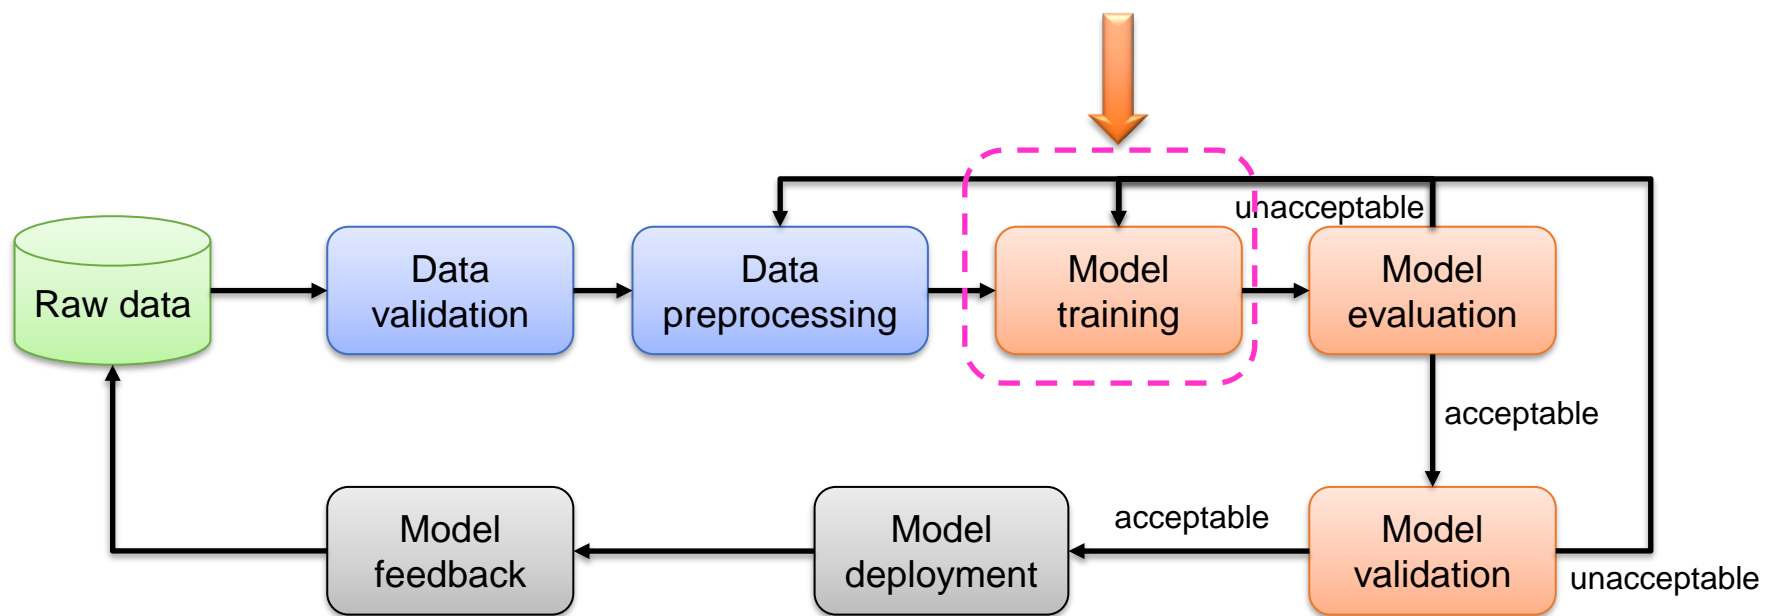 Raw data
Data
validation
Data
preprocessing
Model
training
unacceptable
Model
evaluation
acceptable
Model
feedback
Model
deployment
acceptable
Model
validation
unacceptable